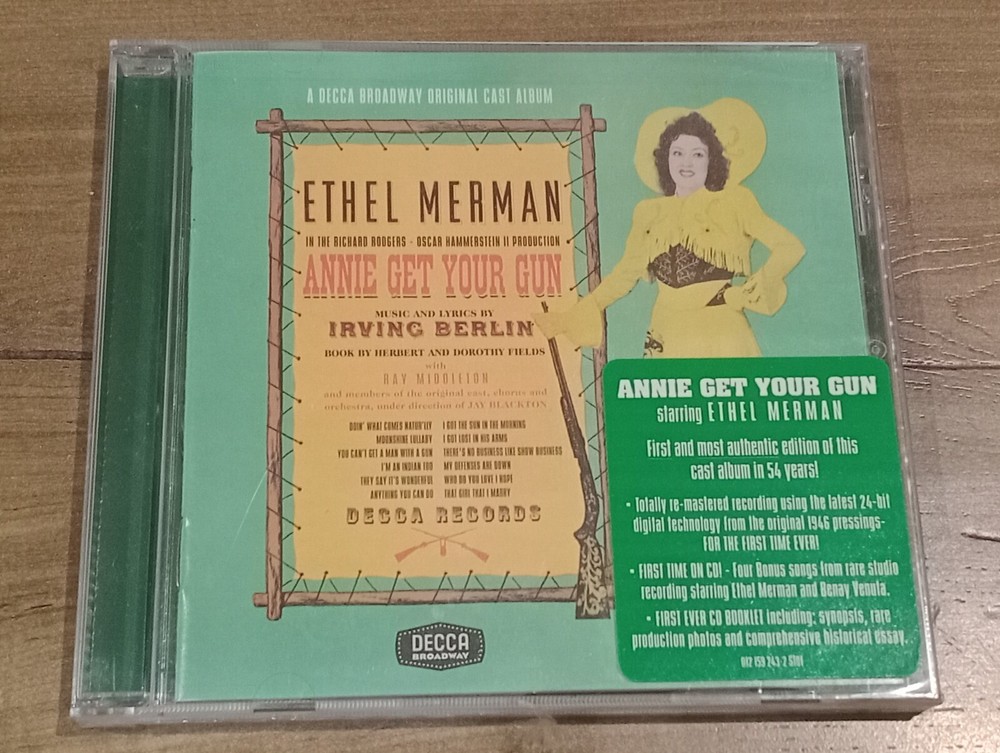 A DECCA BROADWAY ORIGINAL CAST ALBUM
ETHEL MERMAN
IN THE RICHARD RODGERS - OSCAR HAMMERSTEIN II PRODUCTION
ANNIE GET YOUR GUN
MUSIC AND LYRICS BY
IRVING BERLIN
BOOK BY HERBERT AND DOROTHY FIELDS
with
RAY MIDDLETON
and members of the original cast, chorus and
orchestra, under direction of JAY BLACKTON
DOIN' WHAT COMES NATUR'LLY
MOONSHINE LULLABY
YOU CAN'T GET A MAN WITH A GUN
I'M AN INDIAN TOO
THEY SAY IT'S WONDERFUL
ANYTHING YOU CAN DO
I GOT THE SUN IN THE MORNING
I GOT LOST IN HIS ARMS
THERE'S NO BUSINESS LIKE SHOW BUSINESS
MY DEFENSES ARE DOWN
WHO DO YOU LOVE I HOPE
THAT GIRL THAT I MARRY
DECCA RECORDS
DECCA
BROADWAY
ANNIE GET YOUR GUN
starring ETHEL MERMAN
First and most authentic edition of this
cast album in 54 years!
• Totally re-mastered recording using the latest 24-bit
digital technology from the original 1946 pressings-
FOR THE FIRST TIME EVER!
• FIRST TIME ON CD! - Four Bonus songs from rare studio
recording starring Ethel Merman and Benay Venuta.
• FIRST EVER CD BOOKLET including: synopsis, rare
production photos and comprehensive historical essay.
012 159 243-2 ST01